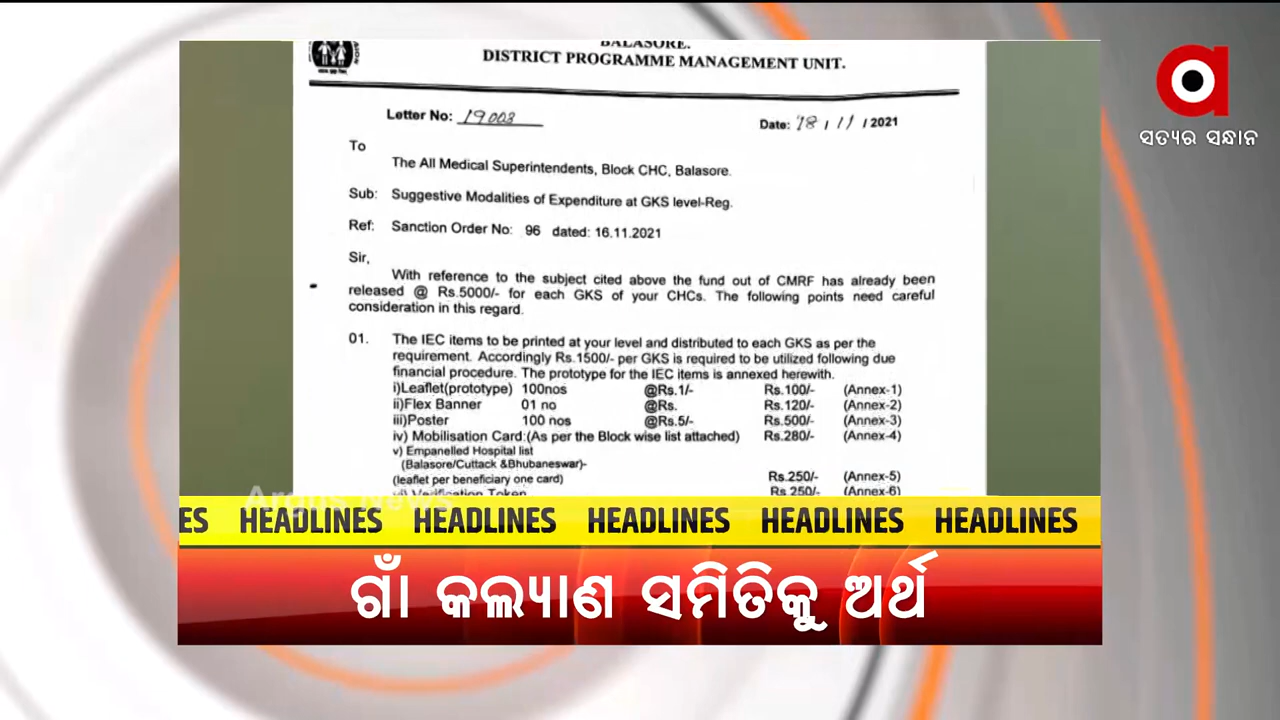 BALASORE.
DISTRICT PROGRAMME MANAGEMENT UNIT.
Letter No: 19003
Date: 18/11/2021
To
The All Medical Superintendents, Block CHC, Balasore.
Sub: Suggestive Modalities of Expenditure at GKS level-Reg.
Ref: Sanction Order No: 96 dated: 16.11.2021
Sir,
With reference to the subject cited above the fund out of CMRF has already been
released @ Rs.5000/- for each GKS of your CHCs. The following points need careful
consideration in this regard.
01. The IEC items to be printed at your level and distributed to each GKS as per the
requirement. Accordingly Rs.1500/- per GKS is required to be utilized following due
financial procedure. The prototype for the IEC items is annexed herewith.
i)Leaflet(prototype) 100nos @Rs.1/- Rs.100/- (Annex-1)
ii)Flex Banner 01 no @Rs. Rs.120/- (Annex-2)
iii)Poster 100 nos @Rs.5/- Rs.500/- (Annex-3)
iv) Mobilisation Card:(As per the Block wise list attached) Rs.280/- (Annex-4)
v) Empanelled Hospital list
(Balasore/Cuttack &Bhubaneswar)-
(leaflet per beneficiary one card) Rs.250/- (Annex-5)
vi) Verification Token Rs 250/- (Annex-6)
Argus News
ES HEADLINES HEADLINES HEADLINES HEADLINES HEADLINES
ଗାଁ କଲ୍ୟାଣ ସମିତିକୁ ଅର୍ଥ
ସତ୍ୟର ସନ୍ଧାନ